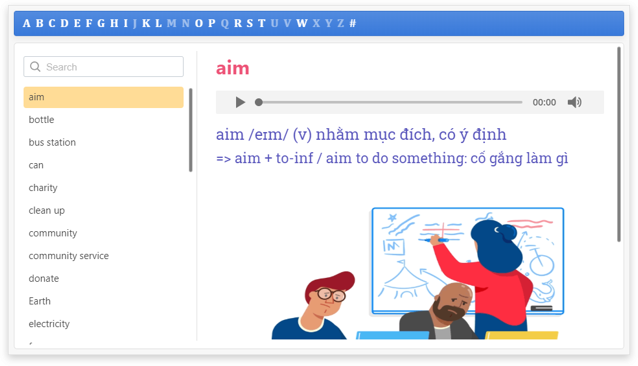 A B C D E F G H I J K L M N O P Q R S T U V W X Y Z #
Search
aim
bottle
bus station
can
charity
clean up
community
community service
donate
Earth
electricity
aim
00:00
aim /eɪm/ (v) nhằm mục đích, có ý định
=> aim + to-inf / aim to do something: cố gắng làm gì